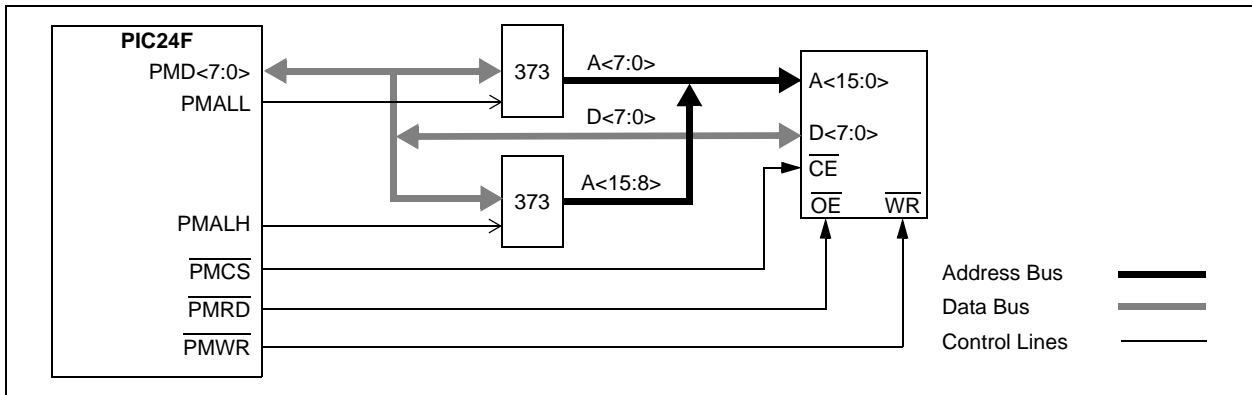 PIC24F
PMD<7:0>
PMALL
PMALH
PMCS
PMRD
PMWR
373
A<7:0>
D<7:0>
373
A<15:8>
A<15:0>
D<7:0>
CE
OE WR
Address Bus
Data Bus
Control Lines